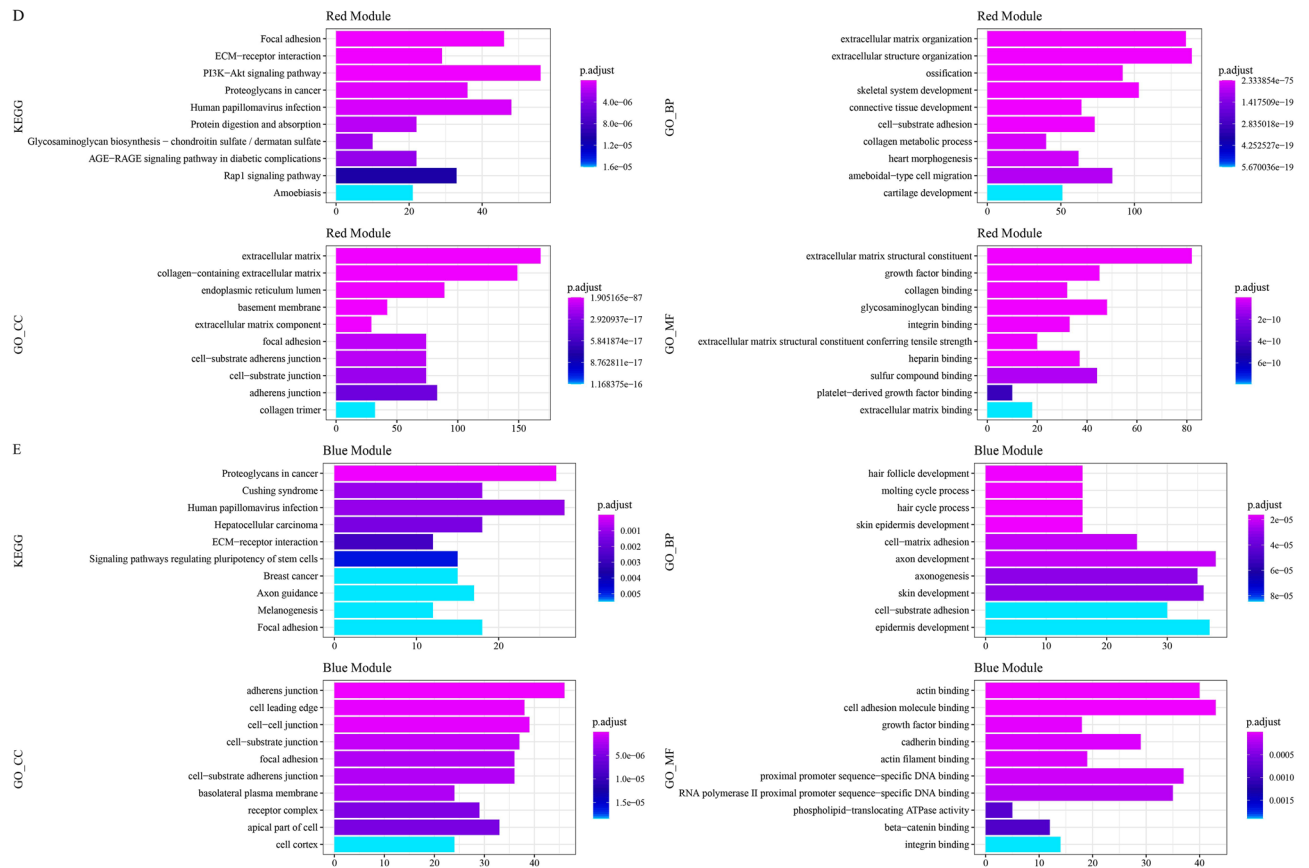 D
Red Module
KEGG
Focal adhesion
ECM−receptor interaction
PI3K−Akt signaling pathway
Proteoglycans in cancer
Human papillomavirus infection
Protein digestion and absorption
Glycosaminoglycan biosynthesis − chondroitin sulfate / dermatan sulfate
AGE−RAGE signaling pathway in diabetic complications
Rap1 signaling pathway
Amoebiasis
0 20 40
p.adjust
4.0e−06
8.0e−06
1.2e−05
1.6e−05
Red Module
GO_BP
extracellular matrix organization
extracellular structure organization
ossification
skeletal system development
connective tissue development
cell−substrate adhesion
collagen metabolic process
heart morphogenesis
ameboidal−type cell migration
cartilage development
0 50 100
p.adjust
2.333854e−75
1.417509e−19
2.835018e−19
4.252527e−19
5.670036e−19
Red Module
GO_CC
extracellular matrix
collagen−containing extracellular matrix
endoplasmic reticulum lumen
basement membrane
extracellular matrix component
focal adhesion
cell−substrate adherens junction
cell−substrate junction
adherens junction
collagen trimer
0 50 100 150
p.adjust
1.905165e−87
2.920937e−17
5.841874e−17
8.762811e−17
1.168375e−16
Red Module
GO_MF
extracellular matrix structural constituent
growth factor binding
collagen binding
glycosaminoglycan binding
integrin binding
extracellular matrix structural constituent conferring tensile strength
heparin binding
sulfur compound binding
platelet−derived growth factor binding
extracellular matrix binding
0 20 40 60 80
p.adjust
2e−10
4e−10
6e−10
E
Blue Module
KEGG
Proteoglycans in cancer
Cushing syndrome
Human papillomavirus infection
Hepatocellular carcinoma
ECM−receptor interaction
Signaling pathways regulating pluripotency of stem cells
Breast cancer
Axon guidance
Melanogenesis
Focal adhesion
0 10 20
p.adjust
0.001
0.002
0.003
0.004
0.005
Blue Module
GO_BP
hair follicle development
molting cycle process
hair cycle process
skin epidermis development
cell−matrix adhesion
axon development
axonogenesis
skin development
cell−substrate adhesion
epidermis development
0 10 20 30
p.adjust
2e−05
4e−05
6e−05
8e−05
Blue Module
GO_CC
adherens junction
cell leading edge
cell−cell junction
cell−substrate junction
focal adhesion
cell−substrate adherens junction
basolateral plasma membrane
receptor complex
apical part of cell
cell cortex
0 10 20 30 40
p.adjust
5.0e−06
1.0e−05
1.5e−05
Blue Module
GO_MF
actin binding
cell adhesion molecule binding
growth factor binding
cadherin binding
actin filament binding
proximal promoter sequence−specific DNA binding
RNA polymerase II proximal promoter sequence−specific DNA binding
phospholipid−translocating ATPase activity
beta−catenin binding
integrin binding
0 10 20 30 40
p.adjust
0.0005
0.0010
0.0015